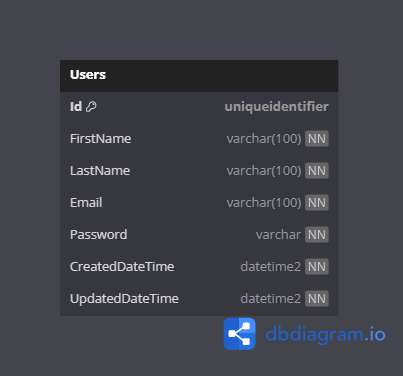 Users
Id uniqueidentifier
FirstName varchar(100) NN
LastName varchar(100) NN
Email varchar(100) NN
Password varchar NN
CreatedDateTime datetime2 NN
UpdatedDateTime datetime2 NN
dbdiagram.io